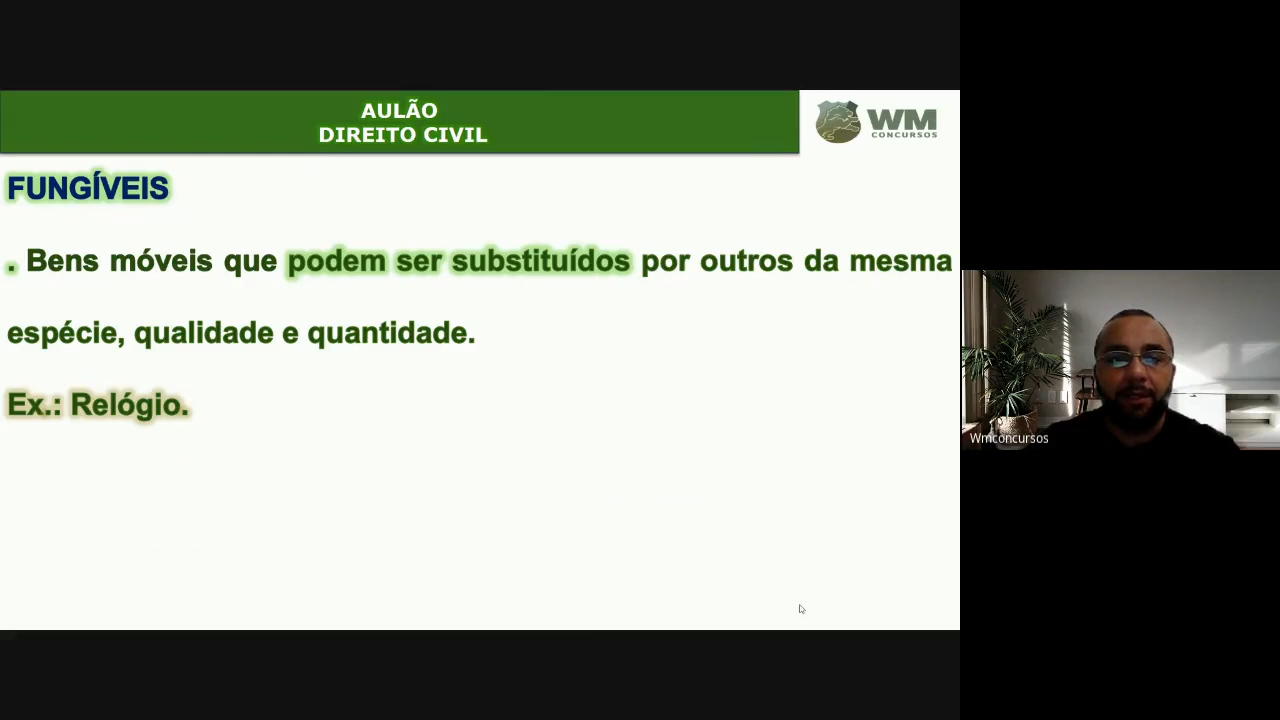 AULÃO
DIREITO CIVIL
WM
CONCURSOS
FUNGÍVEIS
. Bens móveis que podem ser substituídos por outros da mesma
espécie, qualidade e quantidade.
Ex.: Relógio.
Wmconcursos